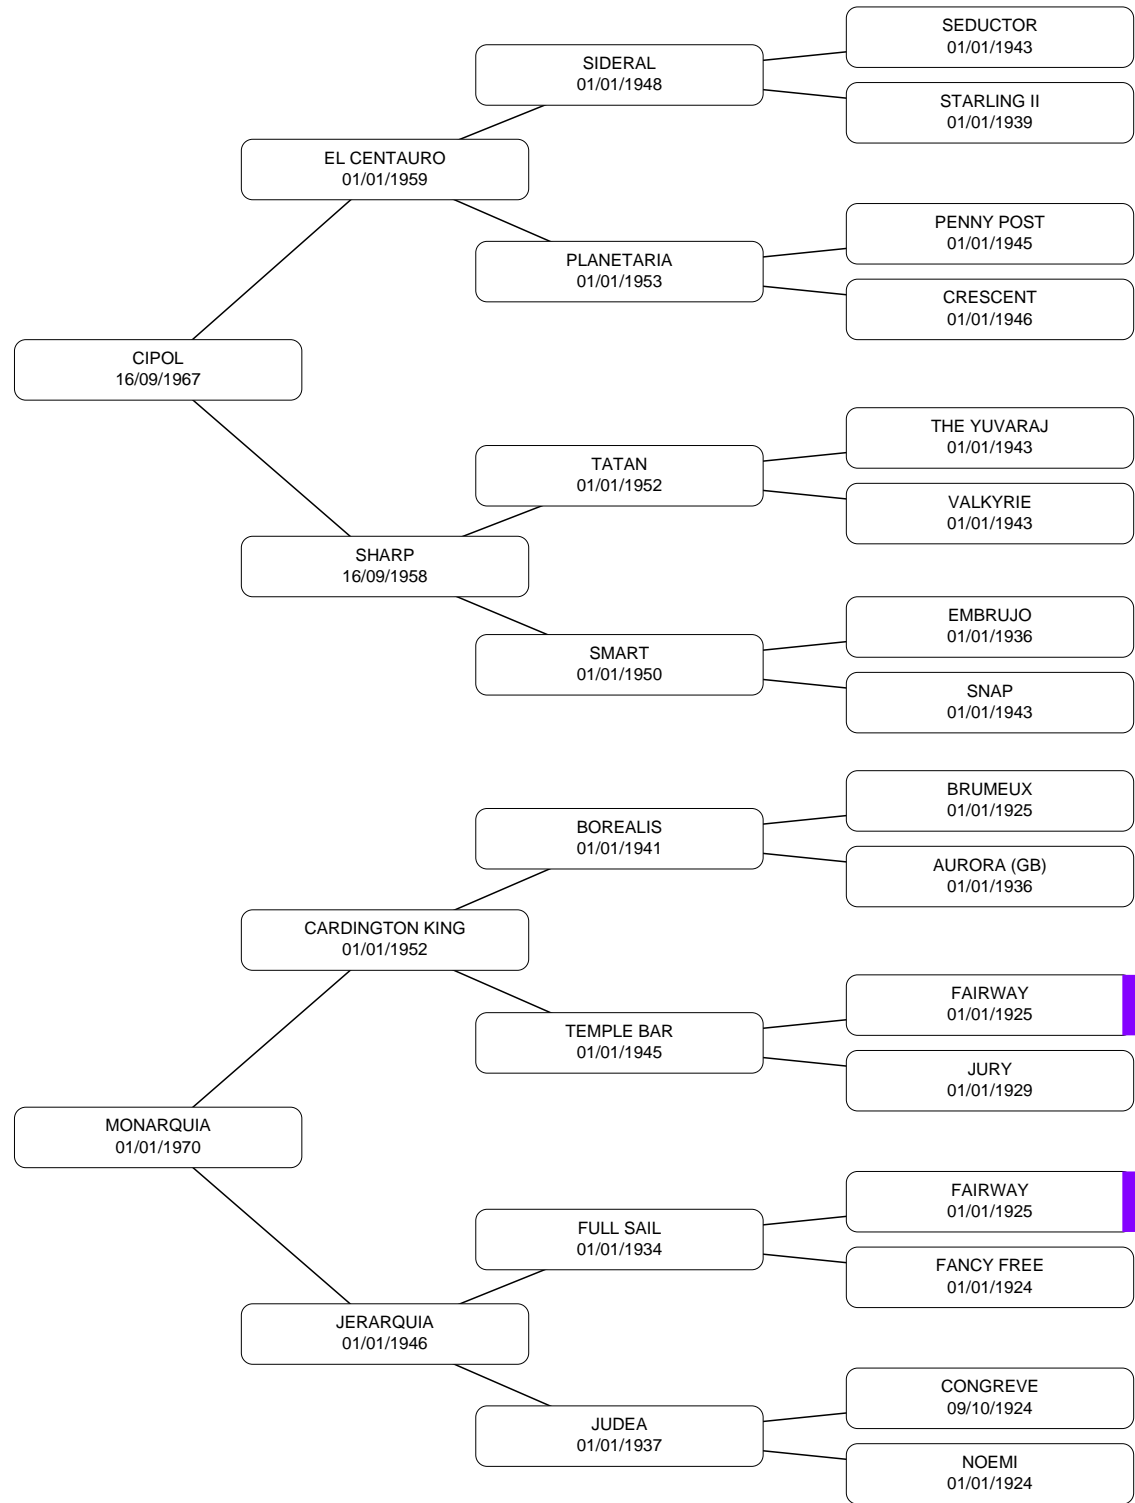 SEDUCTOR
01/01/1943
SIDERAL
01/01/1948
STARLING II
01/01/1939
EL CENTAURO
01/01/1959
PENNY POST
01/01/1945
PLANETARIA
01/01/1953
CRESCENT
01/01/1946
CIPOL
16/09/1967
THE YUVARAJ
01/01/1943
TATAN
01/01/1952
VALKYRIE
01/01/1943
SHARP
16/09/1958
EMBRUJO
01/01/1936
SMART
01/01/1950
SNAP
01/01/1943
BRUMEUX
01/01/1925
BOREALIS
01/01/1941
AURORA (GB)
01/01/1936
CARDINGTON KING
01/01/1952
FAIRWAY
01/01/1925
TEMPLE BAR
01/01/1945
JURY
01/01/1929
MONARQUIA
01/01/1970
FAIRWAY
01/01/1925
FULL SAIL
01/01/1934
FANCY FREE
01/01/1924
JERARQUIA
01/01/1946
CONGREVE
09/10/1924
JUDEA
01/01/1937
NOEMI
01/01/1924